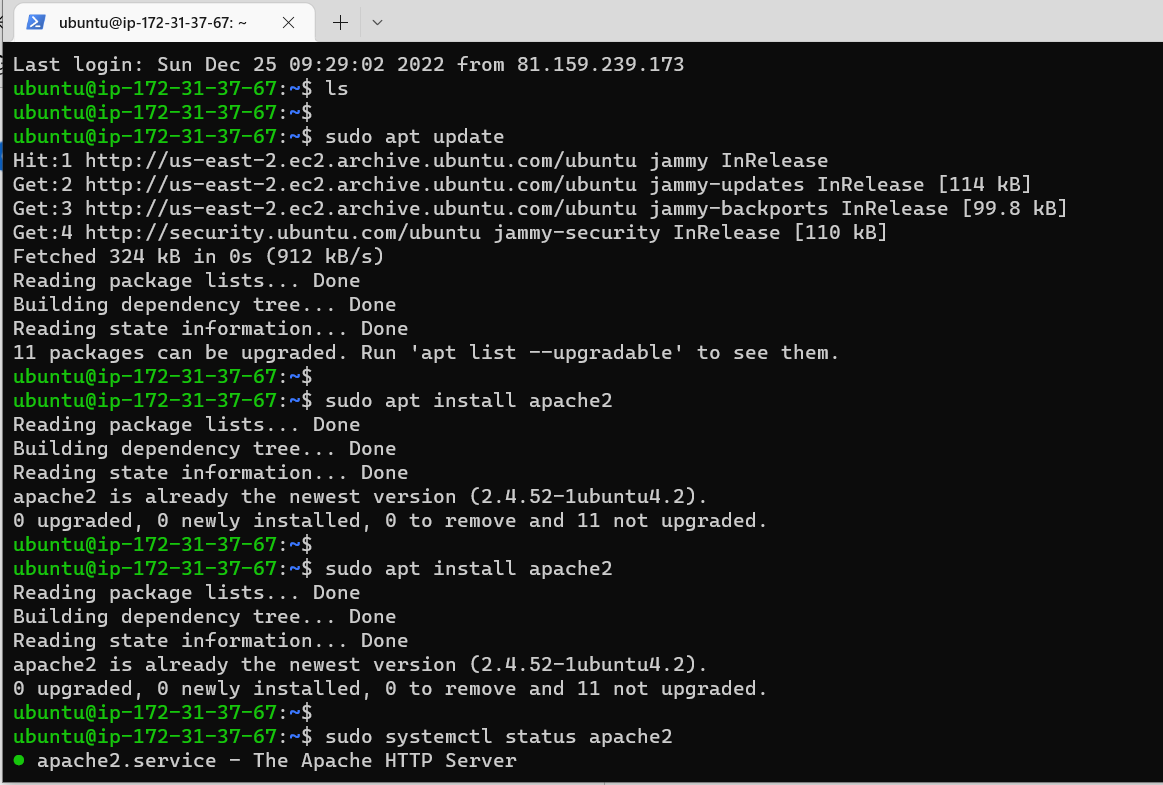 ubuntu@ip-172-31-37-67: ~
Last login: Sun Dec 25 09:29:02 2022 from 81.159.239.173
ubuntu@ip-172-31-37-67:~$ ls
ubuntu@ip-172-31-37-67:~$
ubuntu@ip-172-31-37-67:~$ sudo apt update
Hit:1 http://us-east-2.ec2.archive.ubuntu.com/ubuntu jammy InRelease
Get:2 http://us-east-2.ec2.archive.ubuntu.com/ubuntu jammy-updates InRelease [114 kB]
Get:3 http://us-east-2.ec2.archive.ubuntu.com/ubuntu jammy-backports InRelease [99.8 kB]
Get:4 http://security.ubuntu.com/ubuntu jammy-security InRelease [110 kB]
Fetched 324 kB in 0s (912 kB/s)
Reading package lists... Done
Building dependency tree... Done
Reading state information... Done
11 packages can be upgraded. Run 'apt list --upgradable' to see them.
ubuntu@ip-172-31-37-67:~$
ubuntu@ip-172-31-37-67:~$ sudo apt install apache2
Reading package lists... Done
Building dependency tree... Done
Reading state information... Done
apache2 is already the newest version (2.4.52-1ubuntu4.2).
0 upgraded, 0 newly installed, 0 to remove and 11 not upgraded.
ubuntu@ip-172-31-37-67:~$
ubuntu@ip-172-31-37-67:~$ sudo apt install apache2
Reading package lists... Done
Building dependency tree... Done
Reading state information... Done
apache2 is already the newest version (2.4.52-1ubuntu4.2).
0 upgraded, 0 newly installed, 0 to remove and 11 not upgraded.
ubuntu@ip-172-31-37-67:~$
ubuntu@ip-172-31-37-67:~$ sudo systemctl status apache2
● apache2.service - The Apache HTTP Server